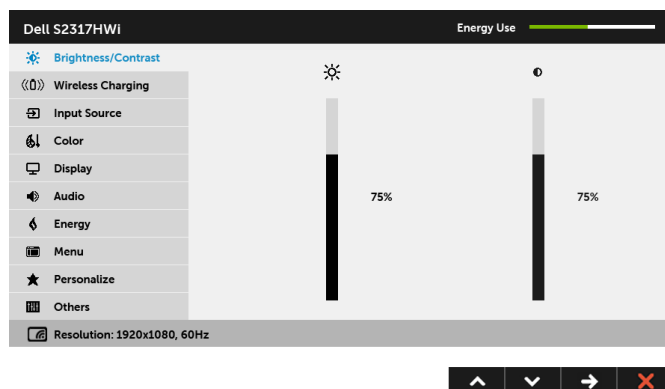 Dell S2317HWi
Energy Use
Brightness/Contrast
Wireless Charging
Input Source
Color
Display
Audio
75%
75%
Energy
Menu
Personalize
Others
Resolution: 1920x1080, 60Hz